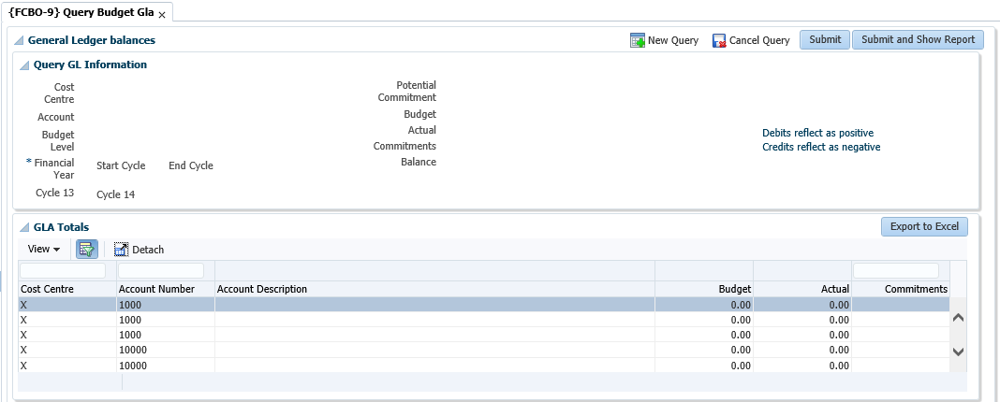 {FCBO-9} Query Budget Gla x
General Ledger balances
New Query Cancel Query Submit Submit and Show Report
Query GL Information
Cost
Centre
Account
Budget
Level
* Financial
Year
Start Cycle End Cycle
Cycle 13 Cycle 14
Potential
Commitment
Budget
Actual
Commitments
Balance
Debits reflect as positive
Credits reflect as negative
GLA Totals
Export to Excel
View Detach
Cost Centre Account Number Account Description Budget Actual Commitments
X 1000 0.00 0.00
X 1000 0.00 0.00
X 1000 0.00 0.00
X 10000 0.00 0.00
X 10000 0.00 0.00